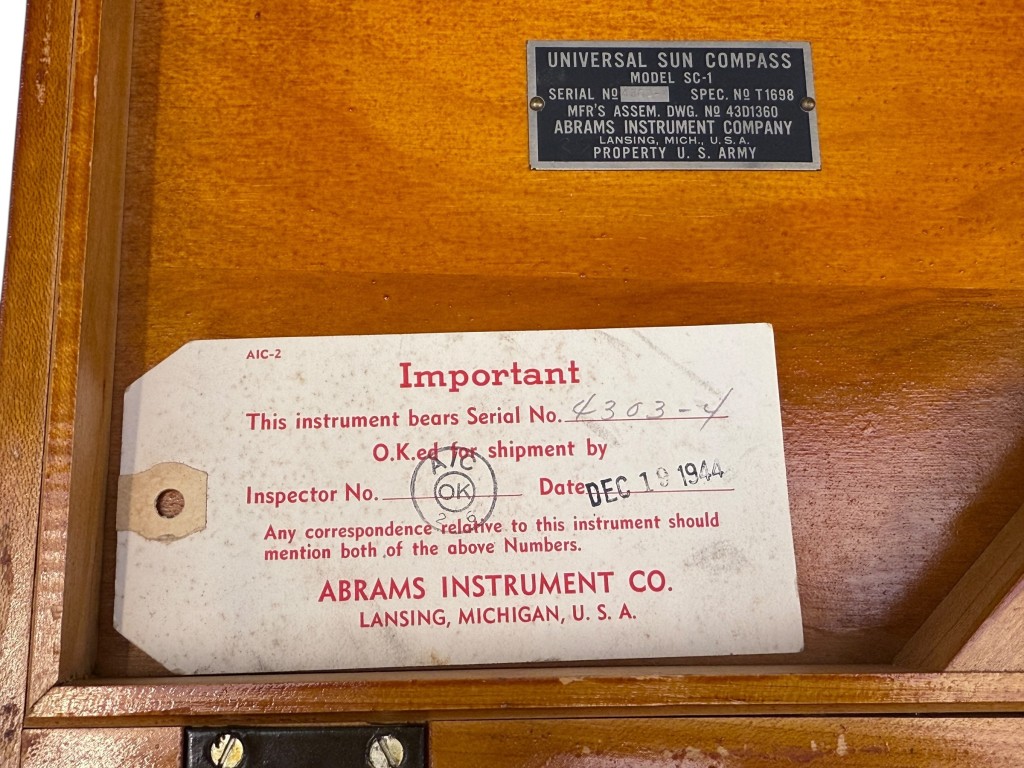 UNIVERSAL SUN COMPASS
MODEL SC-1
SERIAL Nº SPEC. Nº T1698
MFR'S ASSEM. DWG. Nº 43D1360
ABRAMS INSTRUMENT COMPANY
LANSING, MICH., U.S.A.
PROPERTY U. S. ARMY
AIC-2
Important
This instrument bears Serial No. 4303-4
O.K.ed for shipment by
AIC
Inspector No. OK Date DEC 19 1944
Any correspondence relative to this instrument should
mention both of the above Numbers.
ABRAMS INSTRUMENT CO.
LANSING, MICHIGAN, U. S. A.